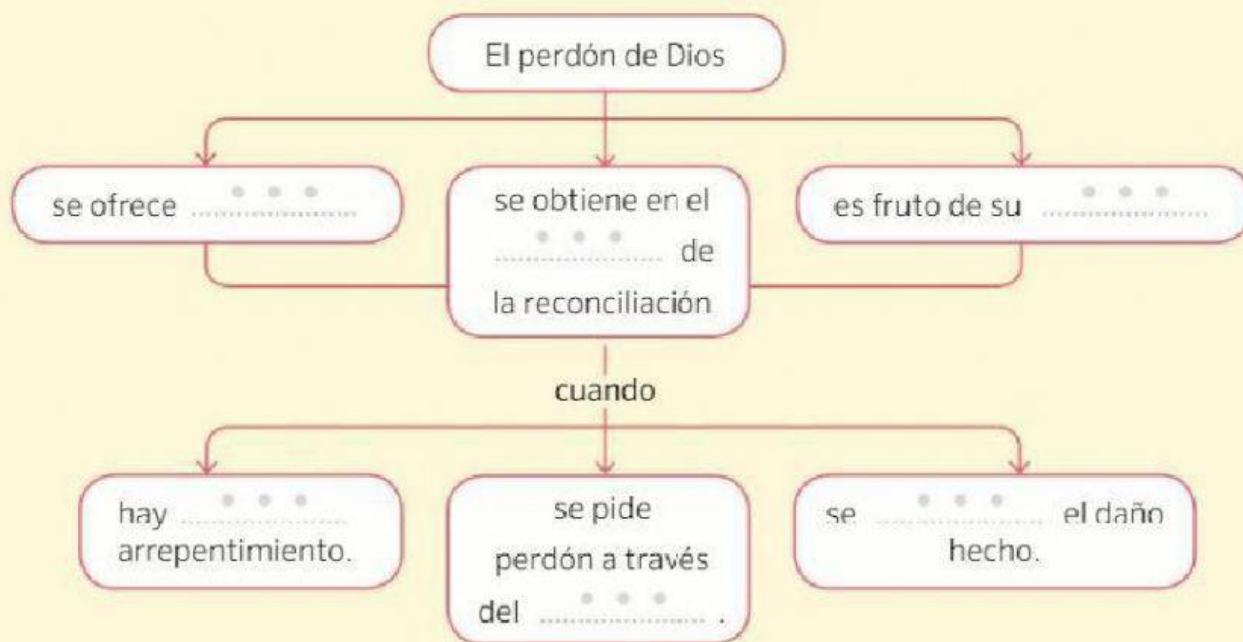 El perdón de Dios
se ofrece ..........
se obtiene en el
.......... de
la reconciliación
es fruto de su ..........
cuando
hay ..........
arrepentimiento.
se pide
perdón a través
del .......... .
se .......... el daño
hecho.